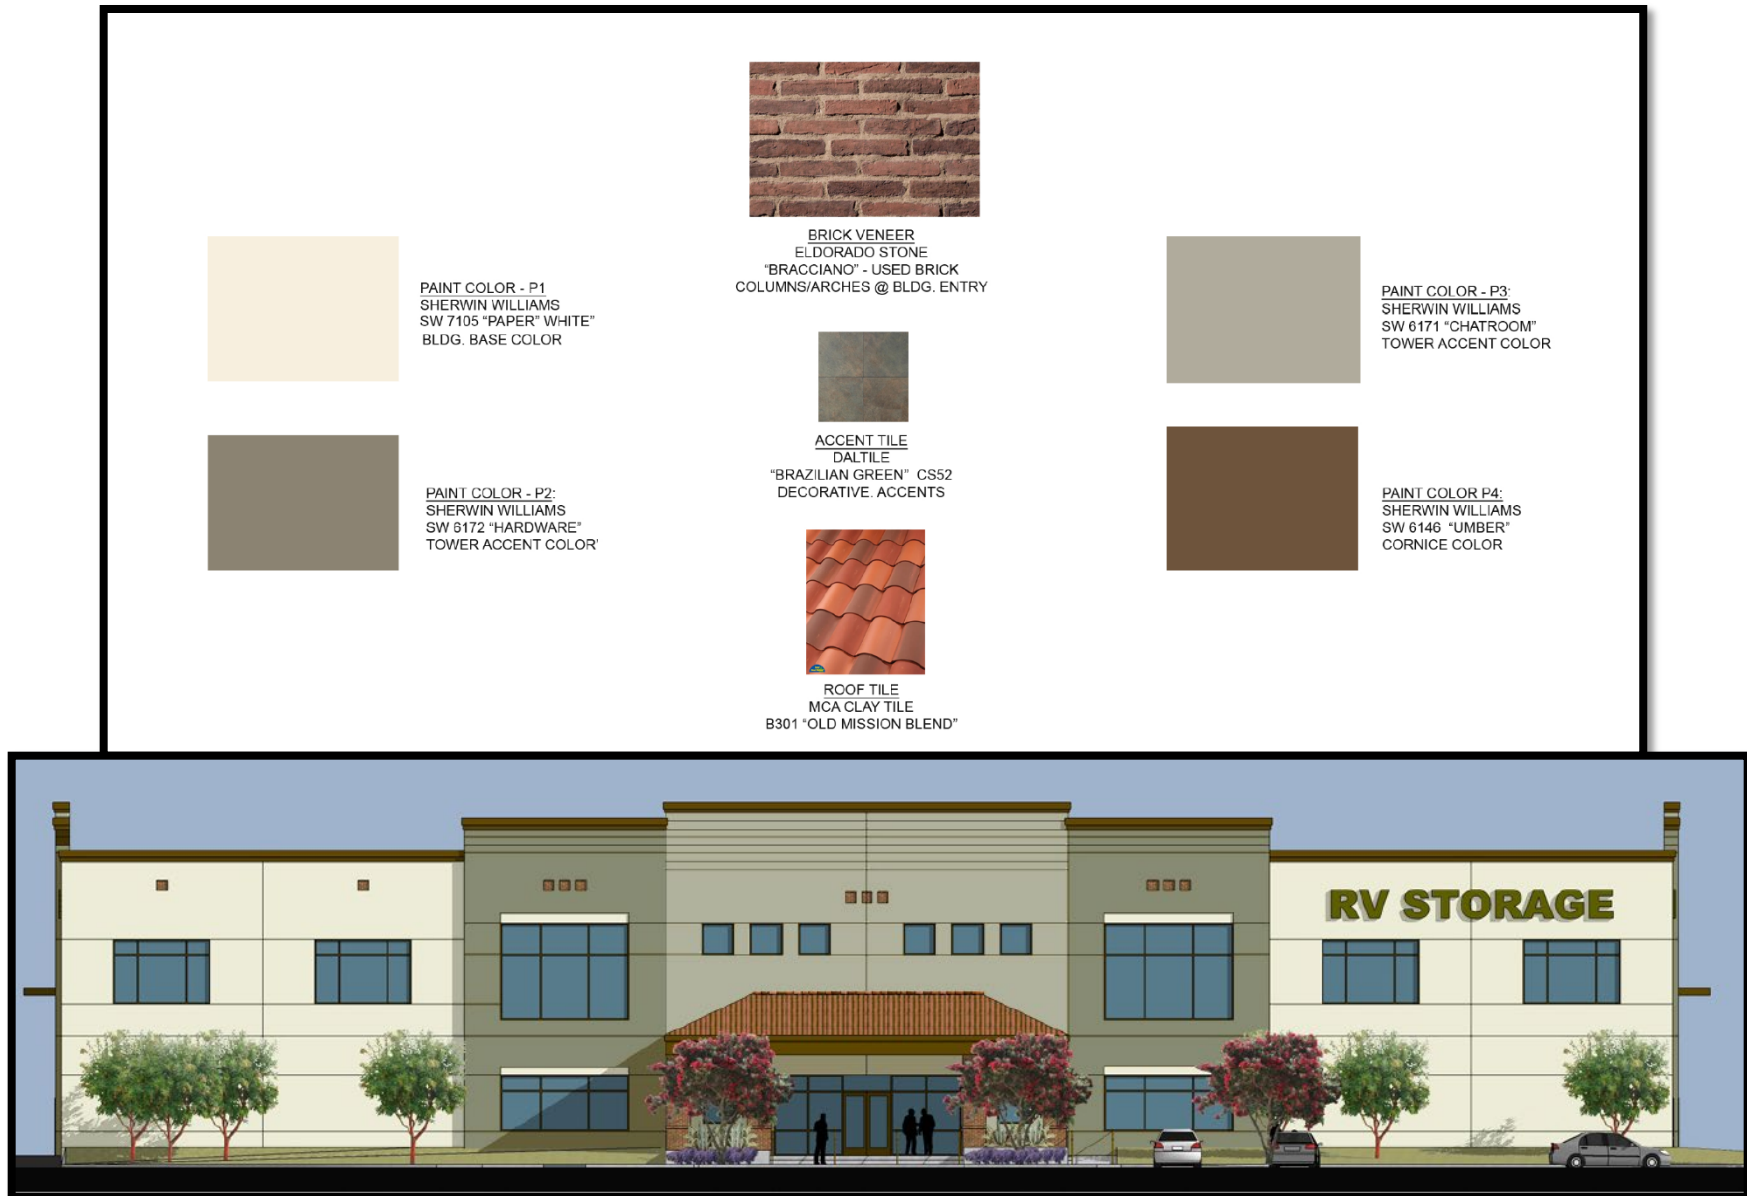 BRICK VENEER
ELDORADO STONE
“BRACCIANO” - USED BRICK
COLUMNS/ARCHES @ BLDG. ENTRY
PAINT COLOR - P1
SHERWIN WILLIAMS
SW 7105 “PAPER” WHITE”
BLDG. BASE COLOR
PAINT COLOR - P3:
SHERWIN WILLIAMS
SW 6171 “CHATROOM”
TOWER ACCENT COLOR
ACCENT TILE
DALTILE
“BRAZILIAN GREEN” CS52
DECORATIVE. ACCENTS
PAINT COLOR - P2:
SHERWIN WILLIAMS
SW 6172 “HARDWARE”
TOWER ACCENT COLOR’
PAINT COLOR P4:
SHERWIN WILLIAMS
SW 6146 “UMBER”
CORNICE COLOR
ROOF TILE
MCA CLAY TILE
B301 “OLD MISSION BLEND”
RV STORAGE